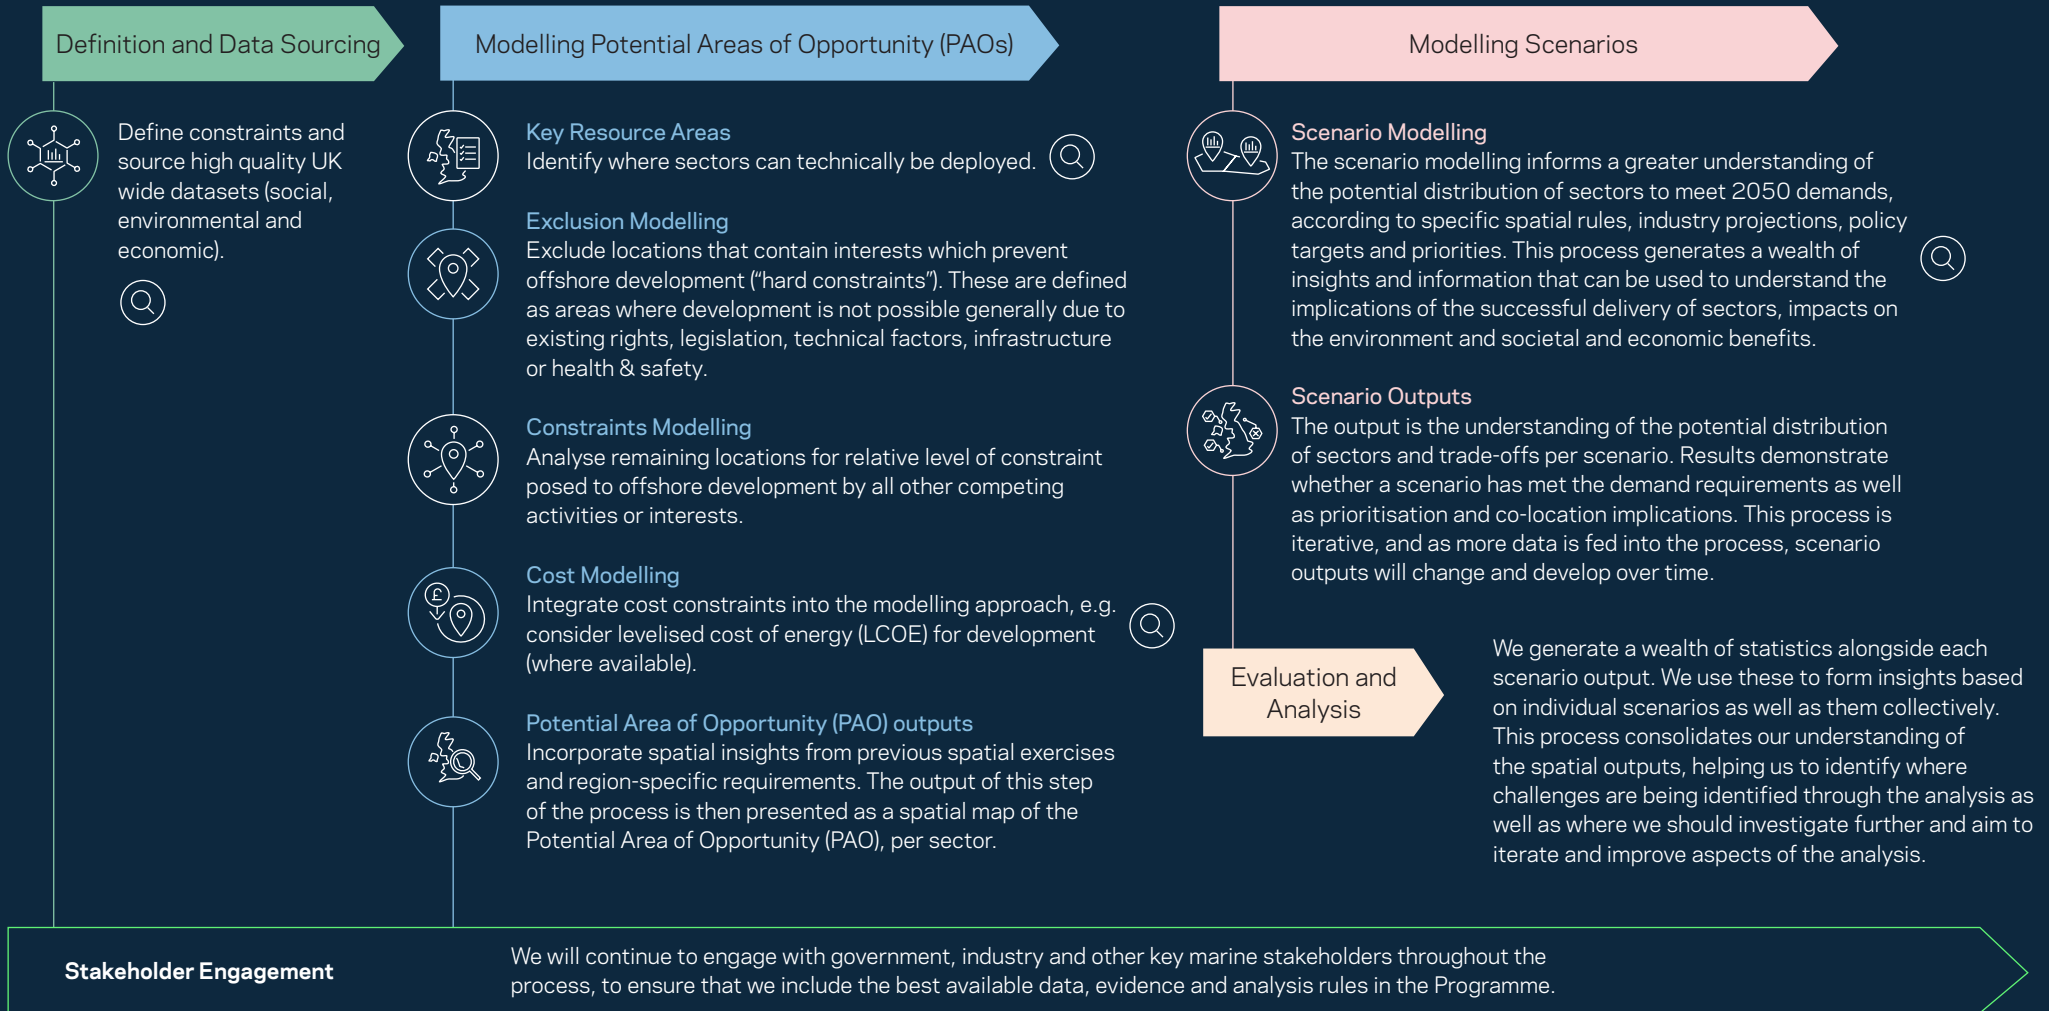 Definition and Data Sourcing
Define constraints and
source high quality UK
wide datasets (social,
environmental and
economic).
Modelling Potential Areas of Opportunity (PAOs)
Key Resource Areas
Identify where sectors can technically be deployed.
Exclusion Modelling
Exclude locations that contain interests which prevent
offshore development (“hard constraints”). These are defined
as areas where development is not possible generally due to
existing rights, legislation, technical factors, infrastructure
or health & safety.
Constraints Modelling
Analyse remaining locations for relative level of constraint
posed to offshore development by all other competing
activities or interests.
£
Cost Modelling
Integrate cost constraints into the modelling approach, e.g.
consider levelised cost of energy (LCOE) for development
(where available).
Potential Area of Opportunity (PAO) outputs
Incorporate spatial insights from previous spatial exercises
and region-specific requirements. The output of this step
of the process is then presented as a spatial map of the
Potential Area of Opportunity (PAO), per sector.
Modelling Scenarios
Scenario Modelling
The scenario modelling informs a greater understanding of
the potential distribution of sectors to meet 2050 demands,
according to specific spatial rules, industry projections, policy
targets and priorities. This process generates a wealth of
insights and information that can be used to understand the
implications of the successful delivery of sectors, impacts on
the environment and societal and economic benefits.
Scenario Outputs
The output is the understanding of the potential distribution
of sectors and trade-offs per scenario. Results demonstrate
whether a scenario has met the demand requirements as well
as prioritisation and co-location implications. This process is
iterative, and as more data is fed into the process, scenario
outputs will change and develop over time.
Evaluation and
Analysis
We generate a wealth of statistics alongside each
scenario output. We use these to form insights based
on individual scenarios as well as them collectively.
This process consolidates our understanding of
the spatial outputs, helping us to identify where
challenges are being identified through the analysis as
well as where we should investigate further and aim to
iterate and improve aspects of the analysis.
Stakeholder Engagement
We will continue to engage with government, industry and other key marine stakeholders throughout the
process, to ensure that we include the best available data, evidence and analysis rules in the Programme.